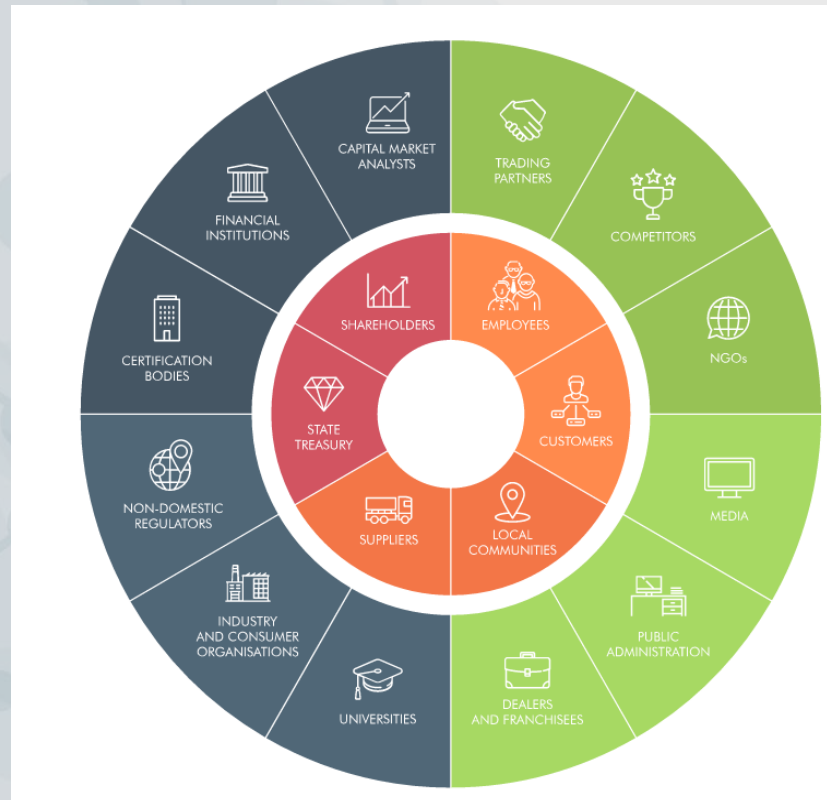 CAPITAL MARKET
ANALYSTS
TRADING
PARTNERS
FINANCIAL
INSTITUTIONS
COMPETITORS
CERTIFICATION
BODIES
NGOs
NON-DOMESTIC
REGULATORS
MEDIA
INDUSTRY
AND CONSUMER
ORGANISATIONS
PUBLIC
ADMINISTRATION
UNIVERSITIES
DEALERS
AND FRANCHISEES
SHAREHOLDERS
EMPLOYEES
STATE
TREASURY
CUSTOMERS
SUPPLIERS
LOCAL
COMMUNITIES